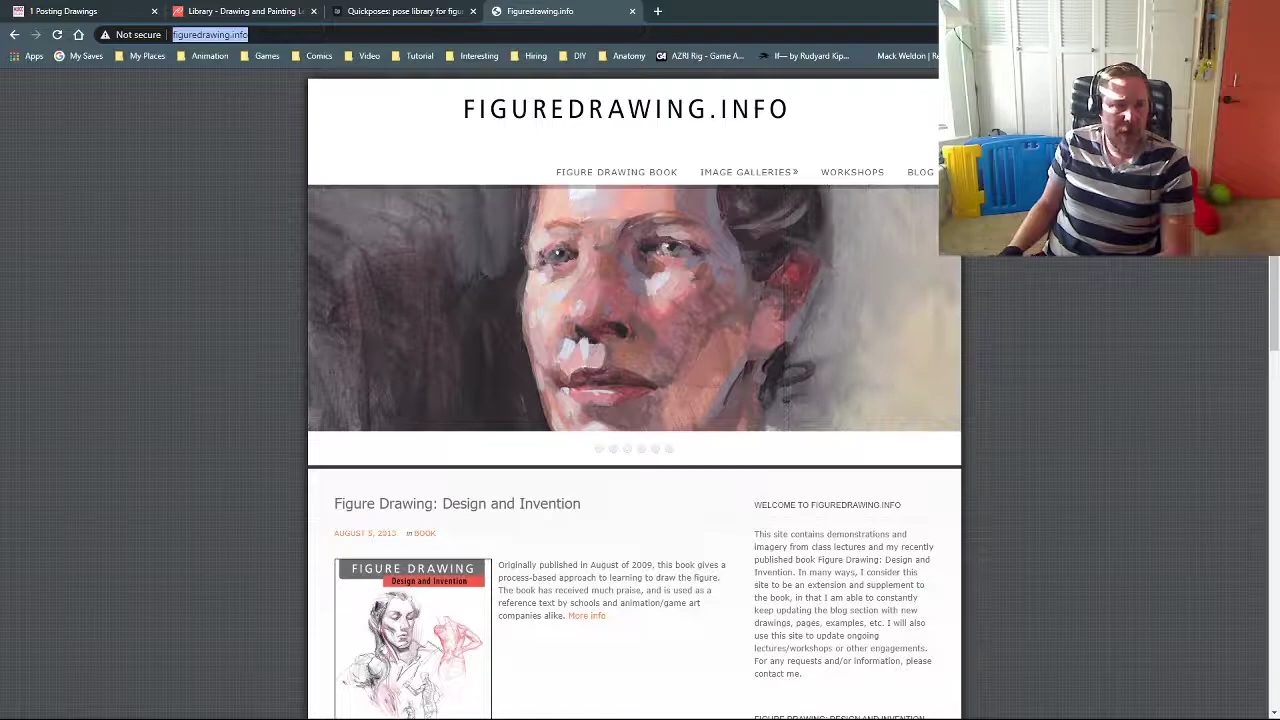 1 Posting Drawings
Library - Drawing and Painting L
Quickposes: pose library for figu
Figuredrawing.info
Not secure
figuredrawing.info
Apps
My Saves
My Places
Animation
Games
Tutorial
Hiring
DIY
Anatomy
AZRI Rig - Game A...
If— by Rudyard Kip...
Mack Weldon | Re
FIGUREDRAWING.INFO
FIGURE DRAWING BOOK
IMAGE GALLERIES »
WORKSHOPS
BLOG
Figure Drawing: Design and Invention
AUGUST 5, 2013 in BOOK
FIGURE DRAWING
Design and Invention
Originally published in August of 2009, this book gives a
process-based approach to learning to draw the figure.
The book has received much praise, and is used as a
reference text by schools and animation/game art
companies alike. More info
WELCOME TO FIGUREDRAWING.INFO
This site contains demonstrations and
imagery from class lectures and my recently
published book Figure Drawing: Design and
Invention. In many ways, I consider this
site to be an extension and supplement to
the book, in that I am able to constantly
keep updating the blog section with new
drawings, pages, examples, etc. I will also
use this site to update ongoing
lectures/workshops or other engagements.
For any requests and/or information, please
contact me.
FIGURE DRAWING: DESIGN AND INVENTION